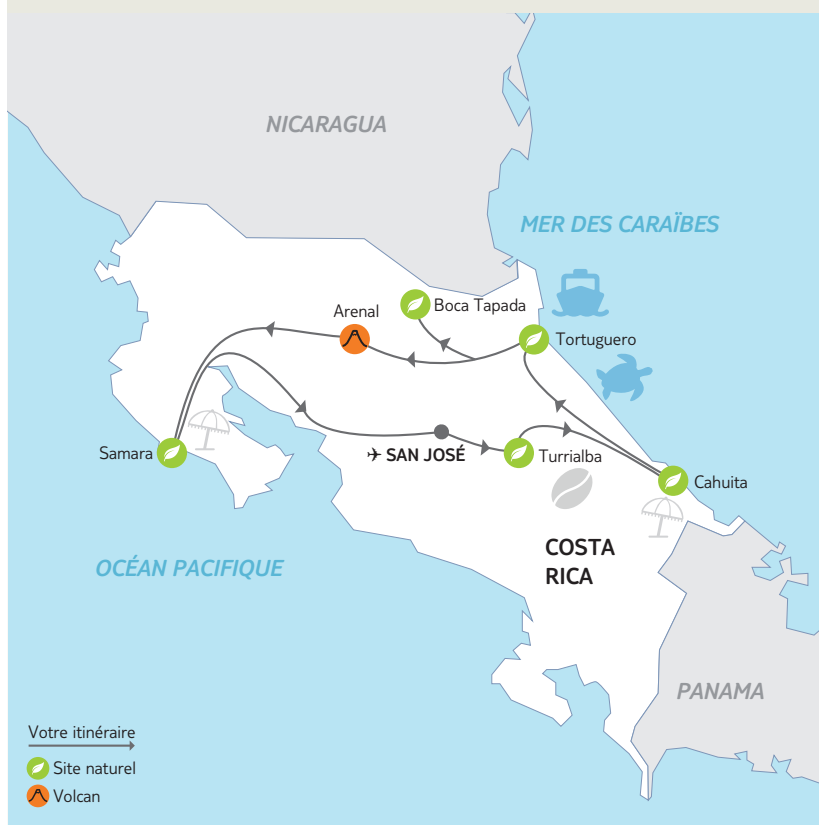 NICARAGUA
MER DES CARAÏBES
Boca Tapada
Arenal
Tortuguero
Samara
SAN JOSÉ
Turrialba
Cahuita
COSTA
RICA
OCÉAN PACIFIQUE
PANAMA
Votre itinéraire
Site naturel
Volcan